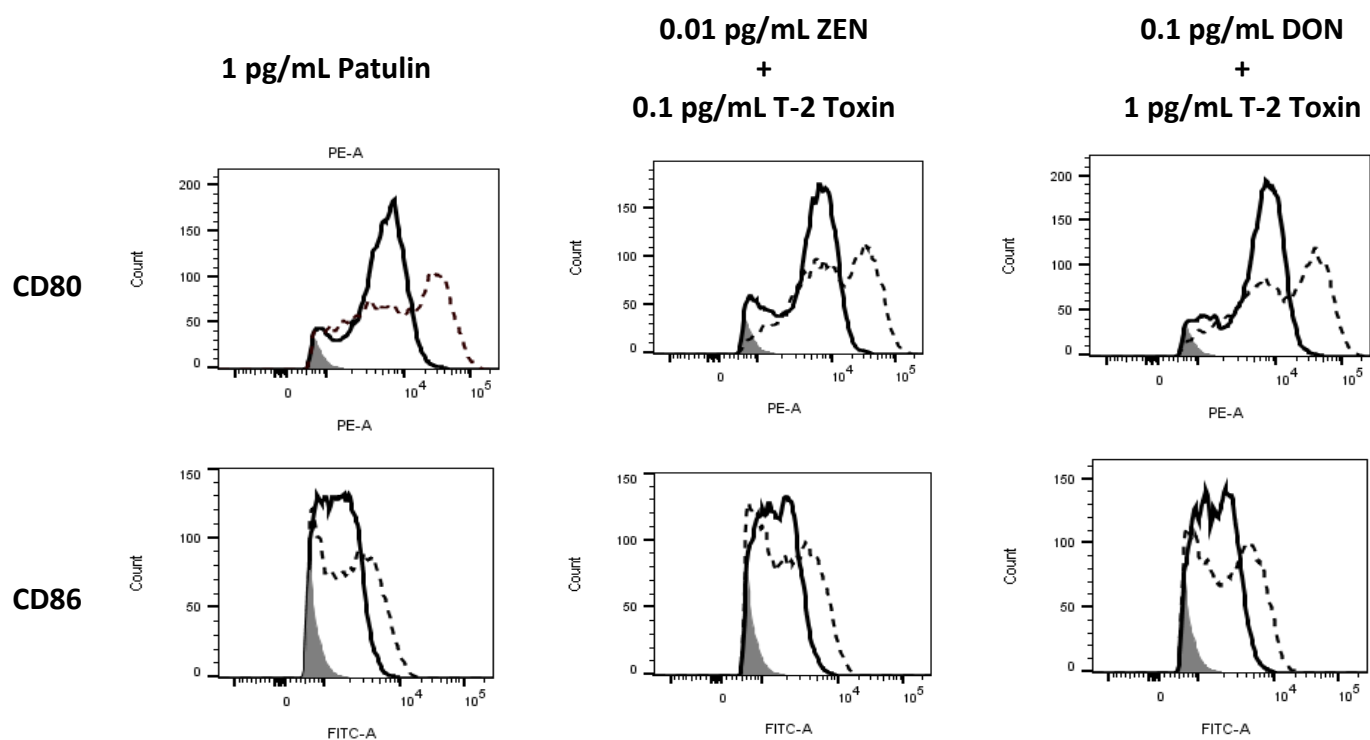 1 pg/mL Patulin
0.01 pg/mL ZEN
+
0.1 pg/mL T-2 Toxin
0.1 pg/mL DON
+
1 pg/mL T-2 Toxin
CD80
PE-A
Count
200
150
100
50
0
0
10^4
10^5
PE-A
Count
150
100
50
0
0
10^4
10^5
PE-A
Count
200
150
100
50
0
0
10^4
10^5
PE-A
CD86
Count
150
100
50
0
0
10^4
10^5
FITC-A
Count
150
100
50
0
0
10^4
10^5
FITC-A
Count
150
100
50
0
0
10^4
10^5
FITC-A